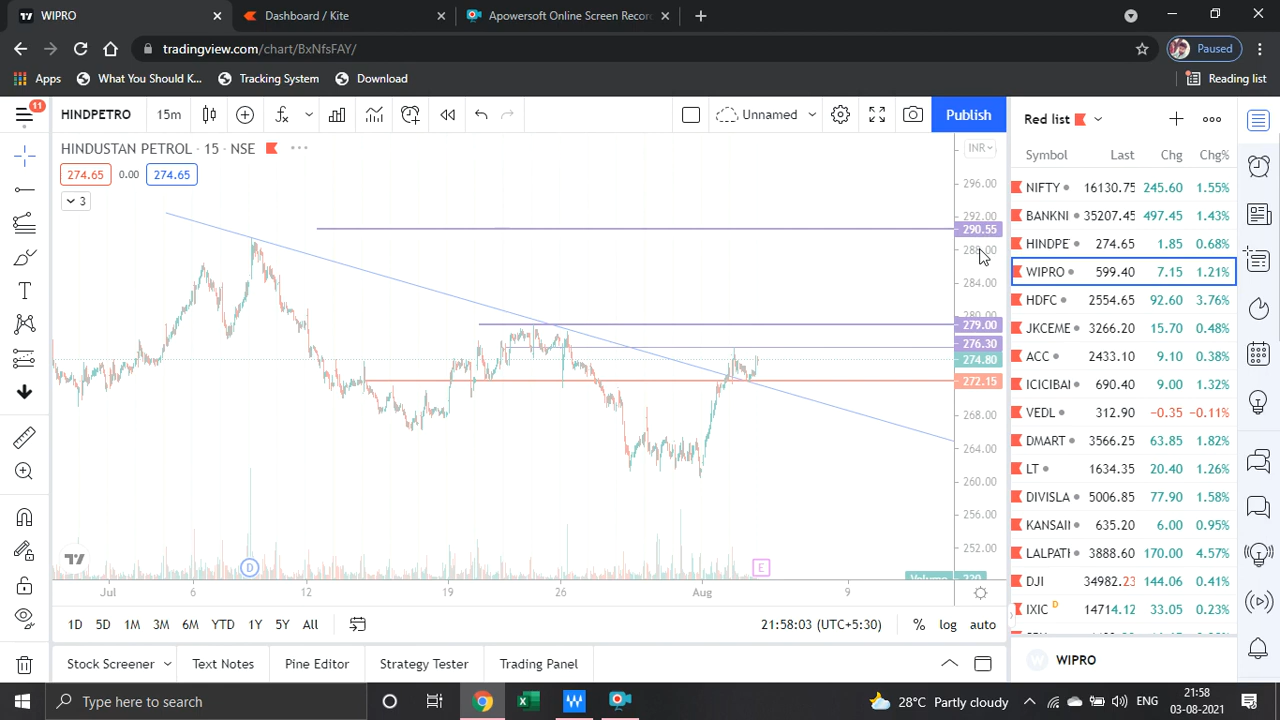 WIPRO
Dashboard / Kite
Apowersoft Online Screen Recor
tradingview.com/chart/BxNfsFAY/
Paused
Apps
What You Should K...
Tracking System
Download
Reading list
11
HINDPETRO
15m
Unnamed
Publish
Red list
HINDUSTAN PETROL · 15 · NSE
INR
274.65
0.00
274.65
3
Symbol
Last
Chg
Chg%
NIFTY 16130.75 245.60 1.55%
BANKNI 35207.45 497.45 1.43%
HINDPE 274.65 1.85 0.68%
WIPRO 599.40 7.15 1.21%
HDFC 2554.65 92.60 3.76%
JKCEME 3266.20 15.70 0.48%
ACC 2433.10 9.10 0.38%
ICICIBAI 690.40 9.00 1.32%
VEDL 312.90 -0.35 -0.11%
DMART 3566.25 63.85 1.82%
LT 1634.35 20.40 1.26%
DIVISLA 5006.85 77.90 1.58%
KANSAII 635.20 6.00 0.95%
LALPATH 3888.60 170.00 4.57%
DJI 34982.23 144.06 0.41%
IXIC D 14714.12 33.05 0.23%
296.00
292.00
290.55
288.00
284.00
280.00
279.00
276.30
274.80
272.15
268.00
264.00
260.00
256.00
252.00
D
E
Volume
Jul 6 12 19 26 Aug 9
1D 5D 1M 3M 6M YTD 1Y 5Y All
21:58:03 (UTC+5:30)
% log auto
Stock Screener
Text Notes
Pine Editor
Strategy Tester
Trading Panel
W WIPRO
Type here to search
28°C Partly cloudy
ENG
21:58
03-08-2021